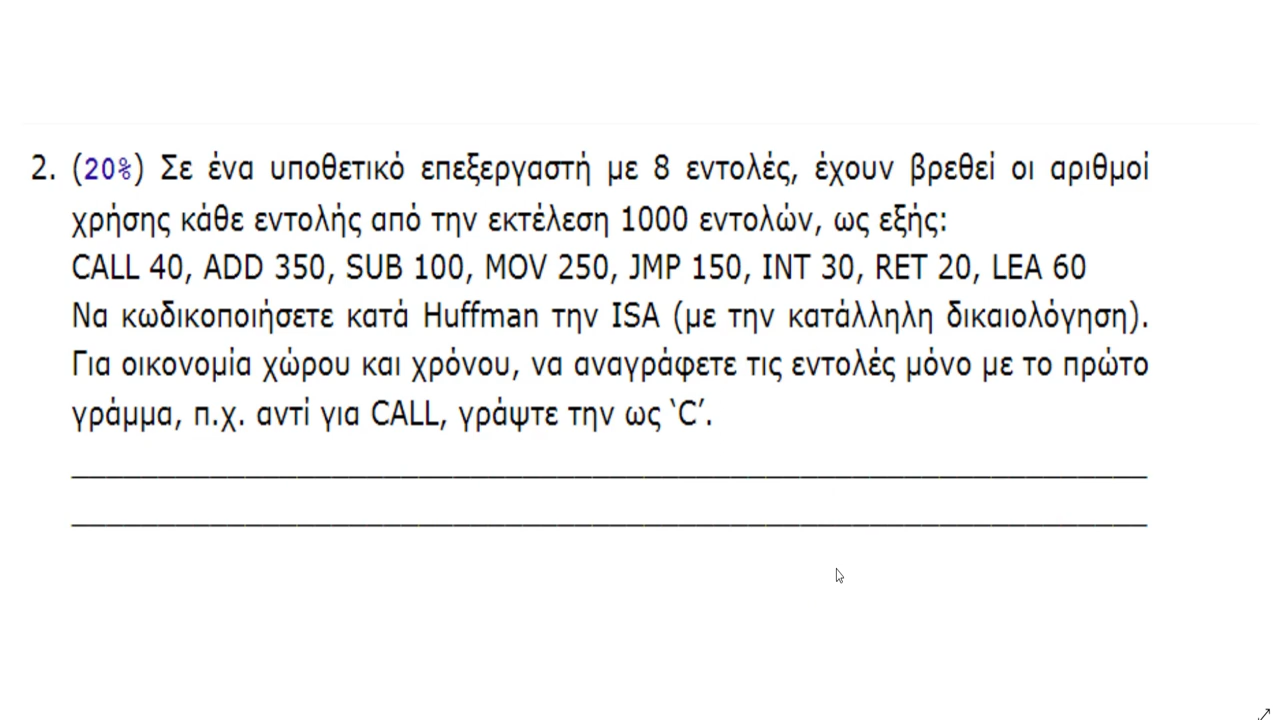 2. (20%) Σε ένα υποθετικό επεξεργαστή με 8 εντολές, έχουν βρεθεί οι αριθμοί
χρήσης κάθε εντολής από την εκτέλεση 1000 εντολών, ως εξής:
CALL 40, ADD 350, SUB 100, MOV 250, JMP 150, INT 30, RET 20, LEA 60
Να κωδικοποιήσετε κατά Huffman την ISA (με την κατάλληλη δικαιολόγηση).
Για οικονομία χώρου και χρόνου, να αναγράφετε τις εντολές μόνο με το πρώτο
γράμμα, π.χ. αντί για CALL, γράψτε την ως ‘C’.